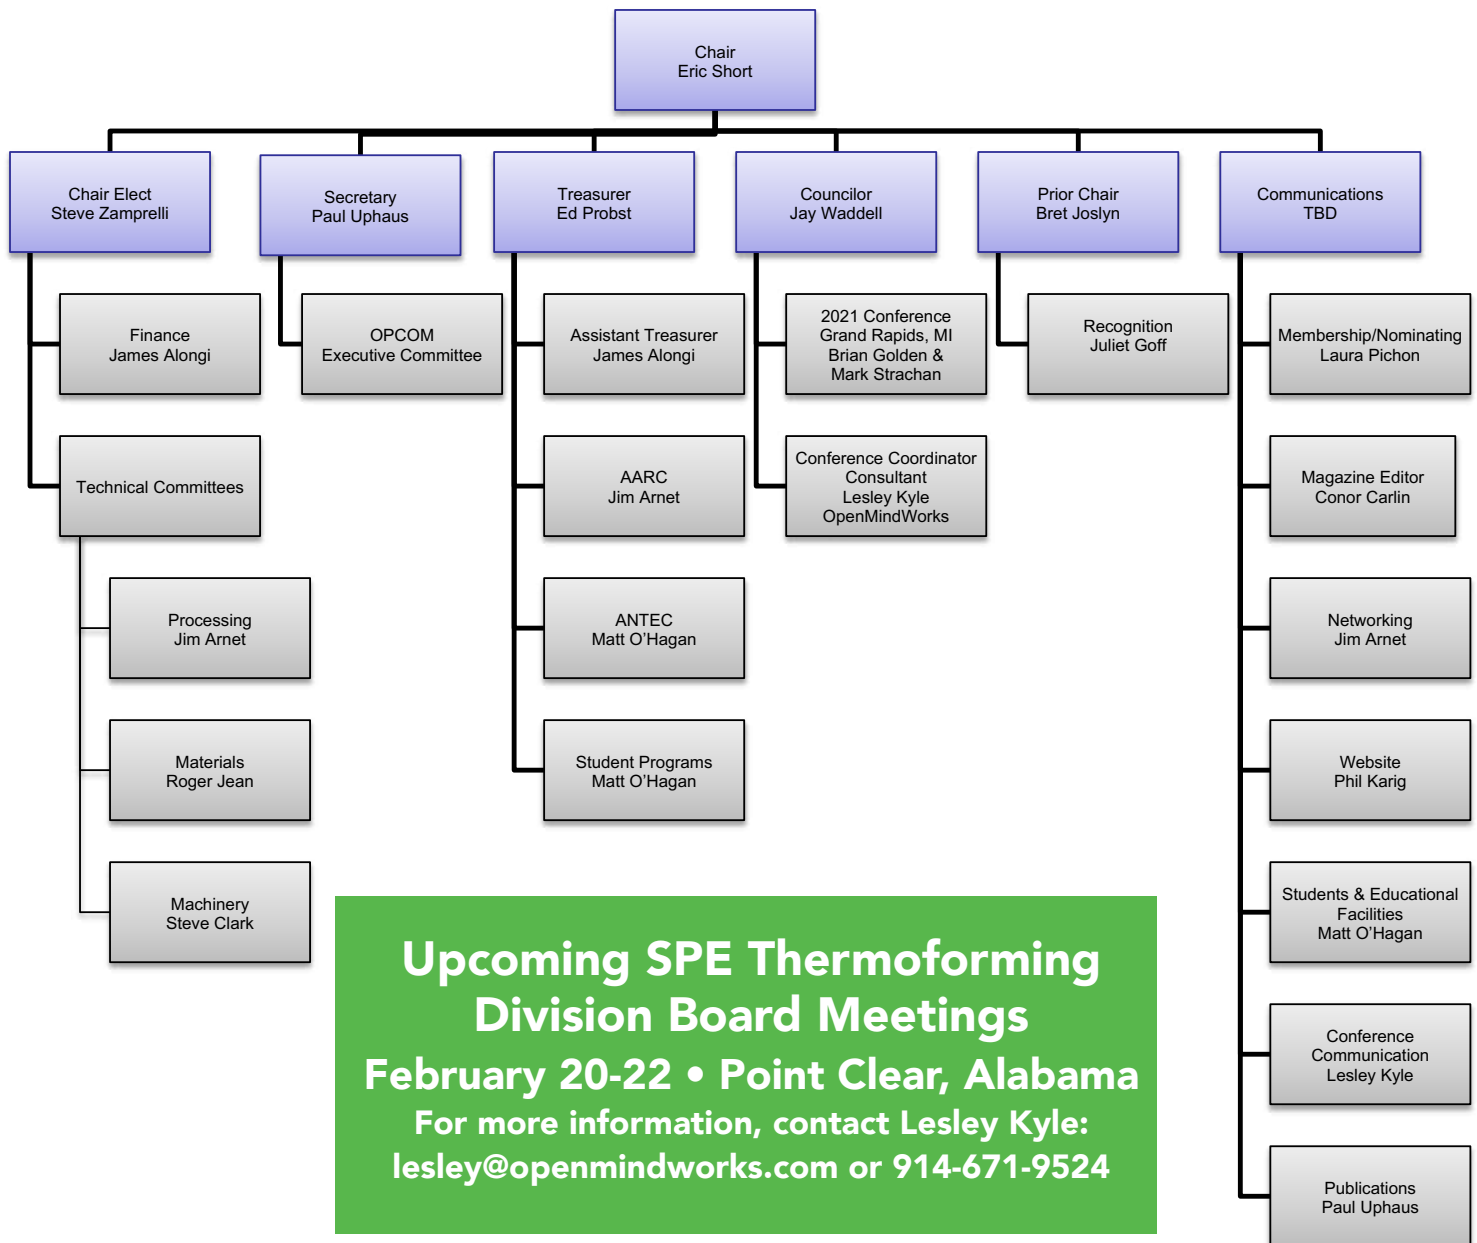 Chair
Eric Short
Chair Elect
Steve Zamprelli
Secretary
Paul Uphaus
Treasurer
Ed Probst
Councilor
Jay Waddell
Prior Chair
Bret Joslyn
Communications
TBD
Finance
James Alongi
OPCOM
Executive Committee
Assistant Treasurer
James Alongi
2021 Conference
Grand Rapids, MI
Brian Golden &
Mark Strachan
Recognition
Juliet Goff
Membership/Nominating
Laura Pichon
Technical Committees
AARC
Jim Arnet
Conference Coordinator
Consultant
Lesley Kyle
OpenMindWorks
Magazine Editor
Conor Carlin
Processing
Jim Arnet
ANTEC
Matt O’Hagan
Networking
Jim Arnet
Materials
Roger Jean
Student Programs
Matt O’Hagan
Website
Phil Karig
Machinery
Steve Clark
Students & Educational
Facilities
Matt O’Hagan
Conference
Communication
Lesley Kyle
Publications
Paul Uphaus
Upcoming SPE Thermoforming
Division Board Meetings
February 20-22 • Point Clear, Alabama
For more information, contact Lesley Kyle:
lesley@openmindworks.com or 914-671-9524